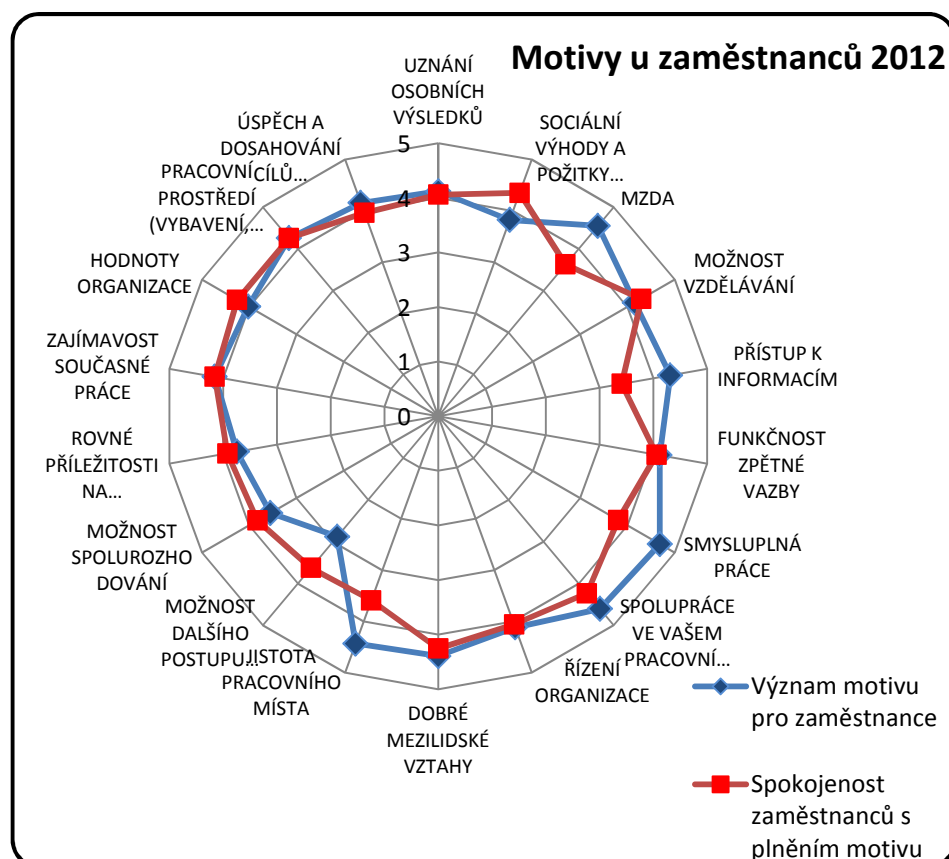 Motivy u zaměstnanců 2012
UZNÁNÍ
OSOBNÍCH
VÝSLEDKŮ
SOCIÁLNÍ
VÝHODY A
POŽITKY...
MZDA
MOŽNOST
VZDĚLÁVÁNÍ
PŘÍSTUP K
INFORMACÍM
FUNKČNOST
ZPĚTNÉ
VAZBY
SMYSLUPLNÁ
PRÁCE
SPOLUPRÁCE
VE VAŠEM
PRACOVNÍ...
ŘÍZENÍ
ORGANIZACE
DOBRÉ
MEZILIDSKÉ
VZTAHY
JISTOTA
PRACOVNÍHO
MÍSTA
MOŽNOST
DALŠÍHO
POSTUPU...
MOŽNOST
SPOLUROZHO
DOVÁNÍ
ROVNÉ
PŘÍLEŽITOSTI
NA...
ZAJÍMAVOST
SOUČASNÉ
PRÁCE
HODNOTY
ORGANIZACE
PRACOVNÍ
PROSTŘEDÍ
(VYBAVENÍ,...
ÚSPĚCH A
DOSAHOVÁNÍ
CÍLŮ...
5
4
3
2
1
0
Význam motivu
pro zaměstnance
Spokojenost
zaměstnanců s
plněním motivu